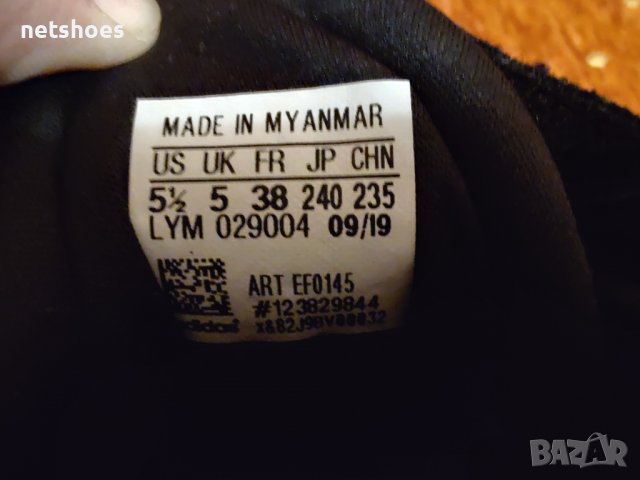 netshoes
MADE IN MYANMAR
US UK FR JP CHN
5½ 5 38 240 235
LYM 029004 09/19
ART EF0145
#123829844
adidas
BAZAR